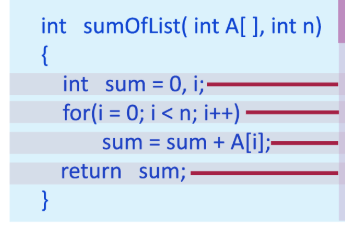 int sumOfList( int A[ ], int n)
{
int sum = 0, i;
for(i = 0; i < n; i++)
sum = sum + A[i];
return sum;
}